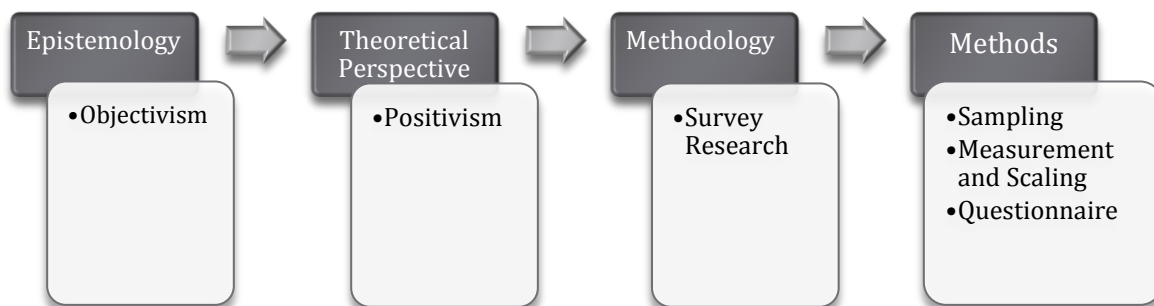 Epistemology
•Objectivism
Theoretical
Perspective
•Positivism
Methodology
•Survey
Research
Methods
•Sampling
•Measurement
and Scaling
•Questionnaire